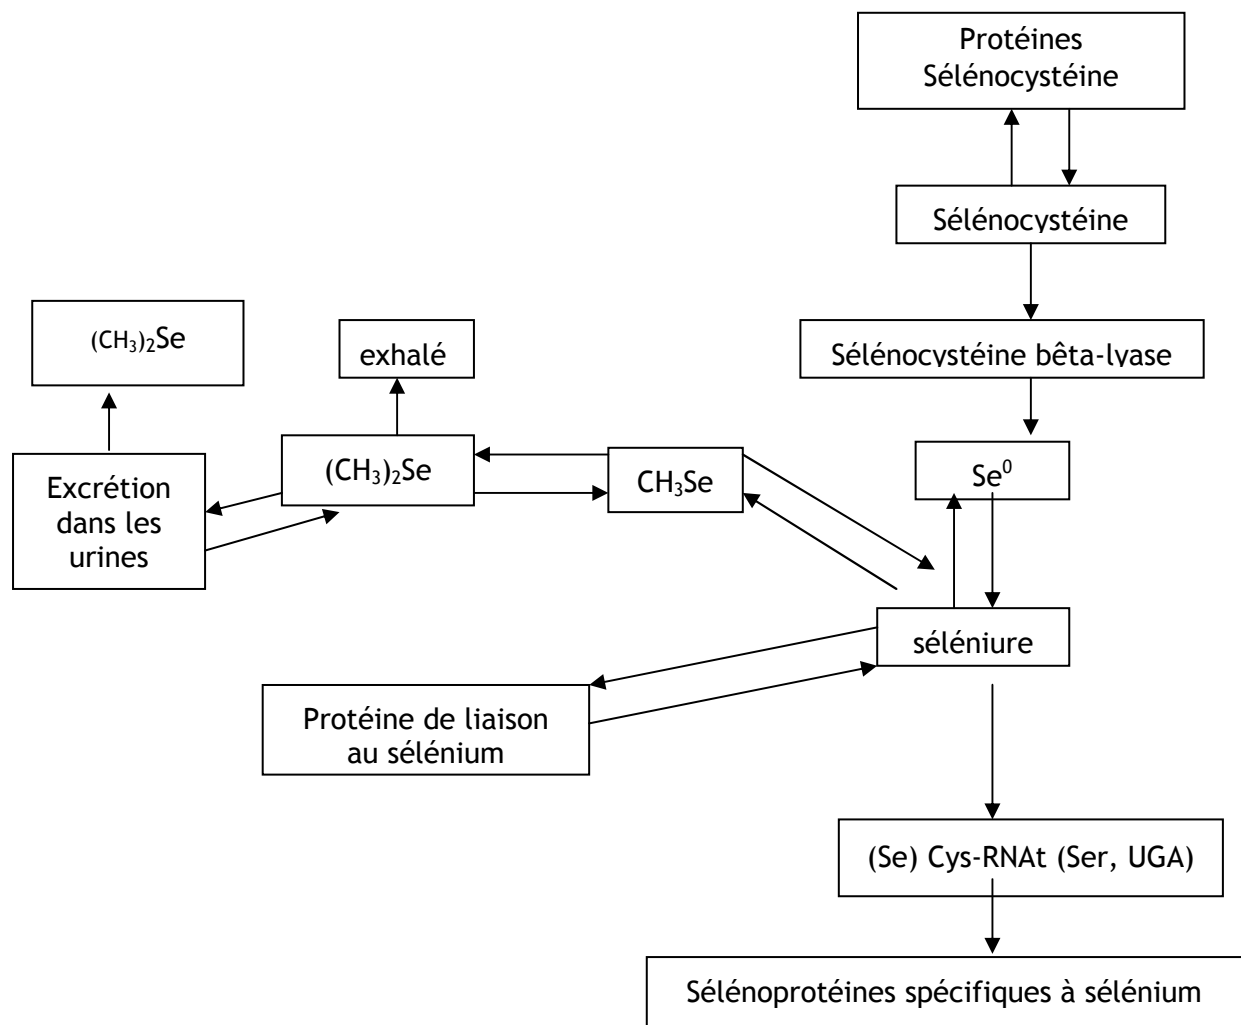 Protéines
Sélénocystéine
Sélénocystéine
(CH₃)₂Se
exhalé
Sélénocystéine bêta-lyase
(CH₃)₂Se
CH₃Se
Se⁰
Excrétion
dans les
urines
séléniure
Protéine de liaison
au sélénium
(Se) Cys-RNAt (Ser, UGA)
Sélénoprotéines spécifiques à sélénium